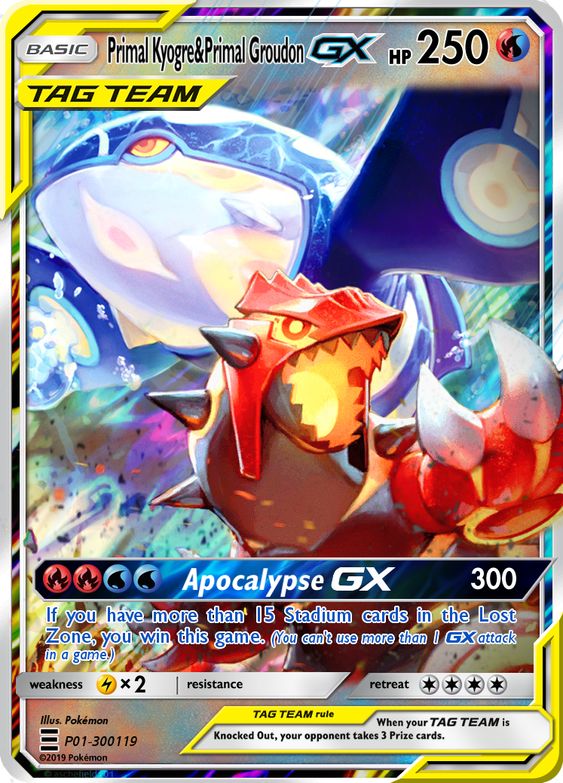 BASIC Primal Kyogre&Primal Groudon GX HP 250
TAG TEAM
Apocalypse GX 300
If you have more than 15 Stadium cards in the Lost
Zone, you win this game. (You can't use more than 1 GX attack
in a game.)
weakness ×2 resistance retreat
Illus. Pokémon
P01-300119
©2019 Pokémon
TAG TEAM rule When your TAG TEAM is
Knocked Out, your opponent takes 3 Prize cards.